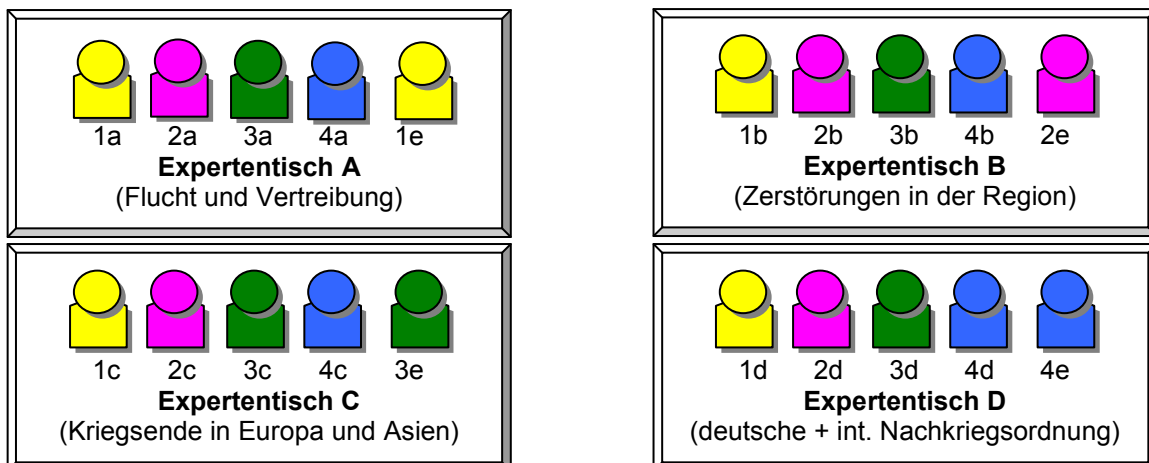 1a 2a 3a 4a 1e
Expertentisch A
(Flucht und Vertreibung)
1b 2b 3b 4b 2e
Expertentisch B
(Zerstörungen in der Region)
1c 2c 3c 4c 3e
Expertentisch C
(Kriegsende in Europa und Asien)
1d 2d 3d 4d 4e
Expertentisch D
(deutsche + int. Nachkriegsordnung)